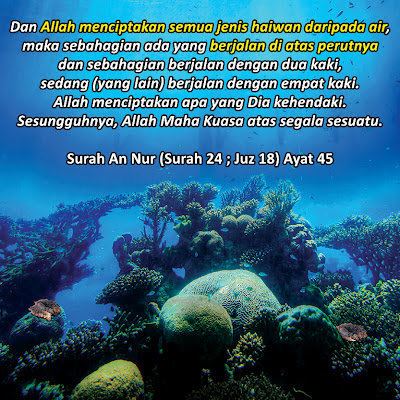 Dan Allah menciptakan semua jenis haiwan daripada air,
maka sebahagian ada yang berjalan di atas perutnya
dan sebahagian berjalan dengan dua kaki,
sedang (yang lain) berjalan dengan empat kaki.
Allah menciptakan apa yang Dia kehendaki.
Sesungguhnya, Allah Maha Kuasa atas segala sesuatu.
Surah An Nur (Surah 24 ; Juz 18) Ayat 45